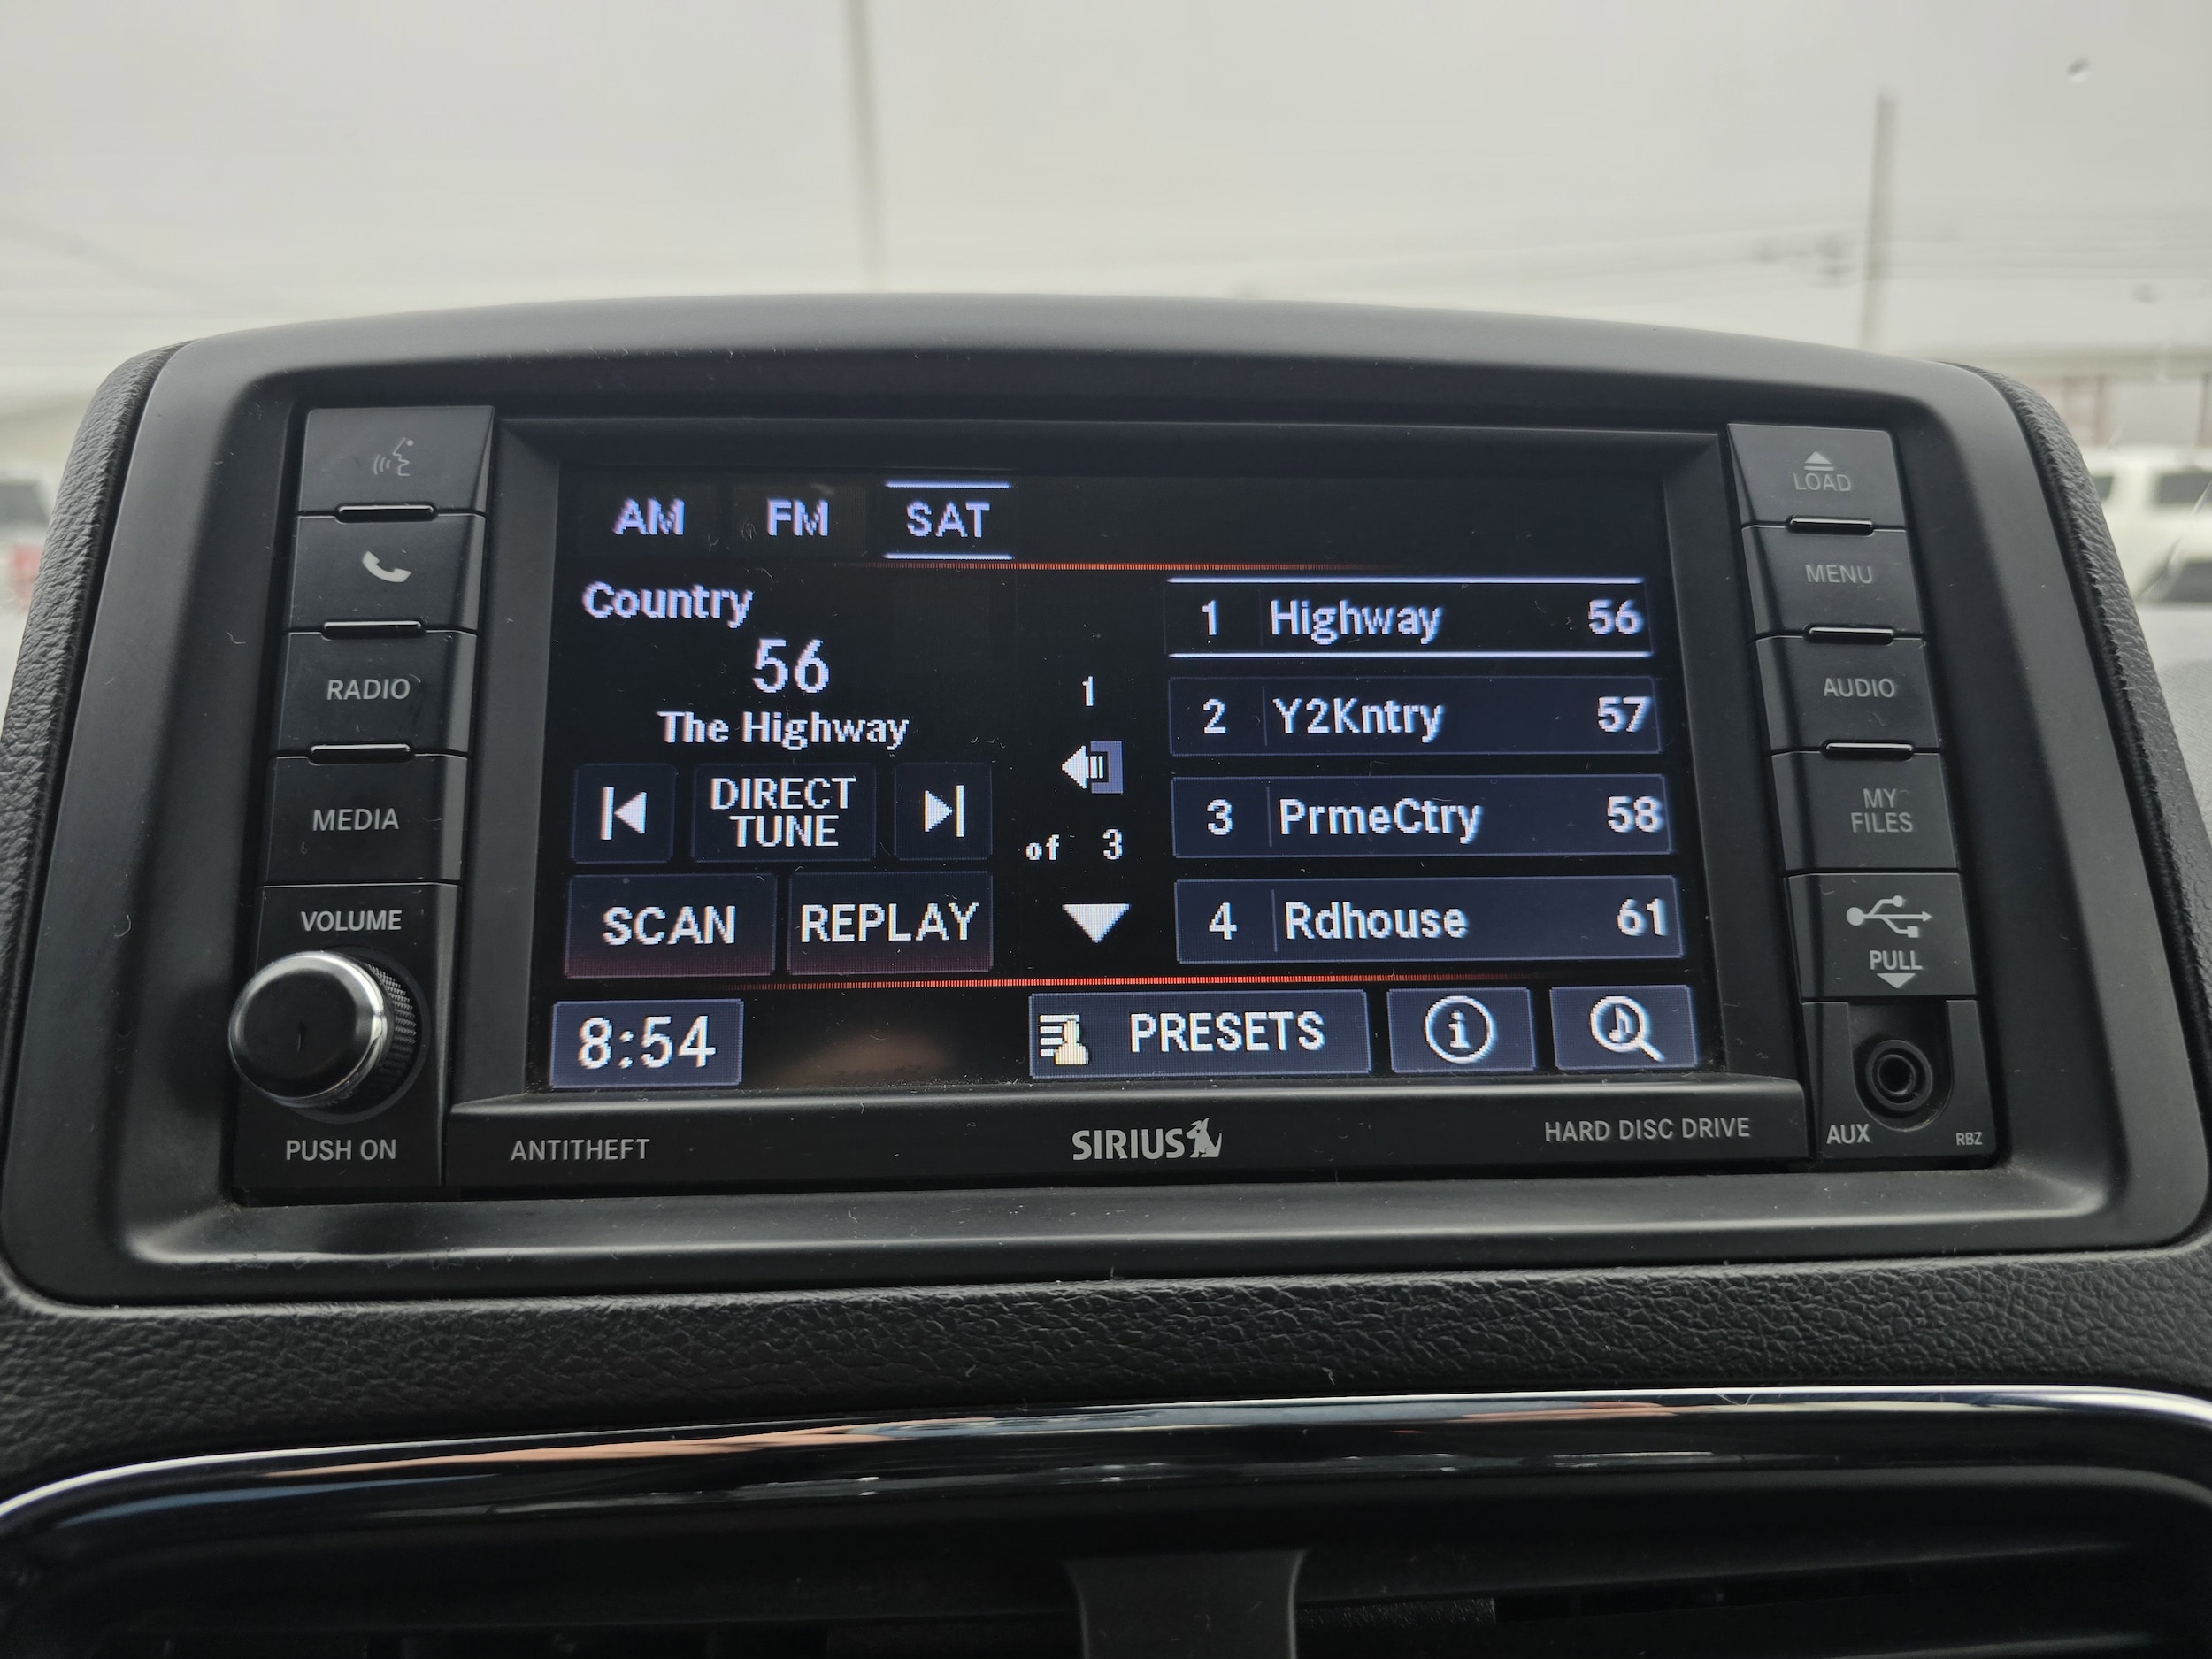 AM FM SAT
Country
56
The Highway
DIRECT
TUNE
SCAN REPLAY
1
of 3
1 Highway 56
2 Y2Kntry 57
3 PrmeCtry 58
4 Rdhouse 61
8:54 PRESETS i
RADIO
MEDIA
VOLUME
PUSH ON
LOAD
MENU
AUDIO
MY
FILES
PULL
AUX RBZ
ANTITHEFT SIRIUS HARD DISC DRIVE